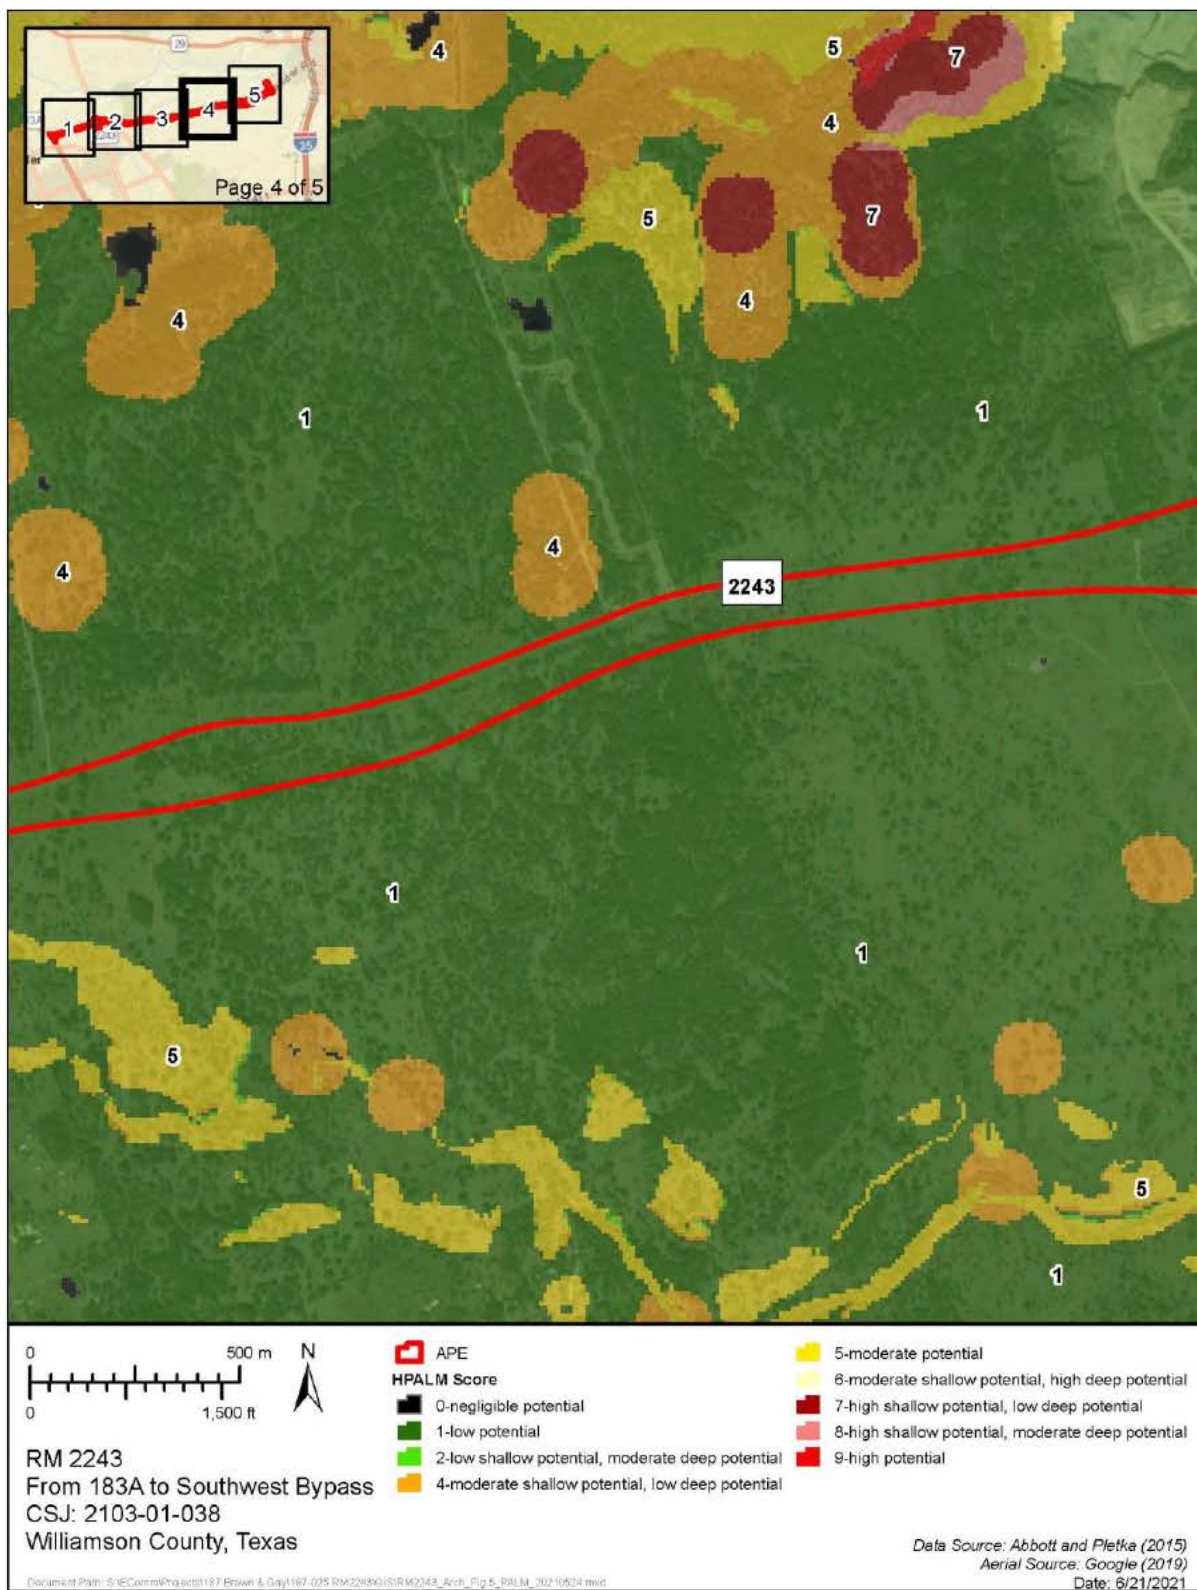 29
1
2
3
4
5
35
Page 4 of 5
4
5
7
4
5
7
4
4
1
1
4
4
2243
1
1
5
5
1
0 500 m
0 1,500 ft
N
RM 2243
From 183A to Southwest Bypass
CSJ: 2103-01-038
Williamson County, Texas
APE
HPALM Score
0-negligible potential
1-low potential
2-low shallow potential, moderate deep potential
4-moderate shallow potential, low deep potential
5-moderate potential
6-moderate shallow potential, high deep potential
7-high shallow potential, low deep potential
8-high shallow potential, moderate deep potential
9-high potential
Data Source: Abbott and Pletka (2015)
Aerial Source: Google (2019)
Date: 6/21/2021